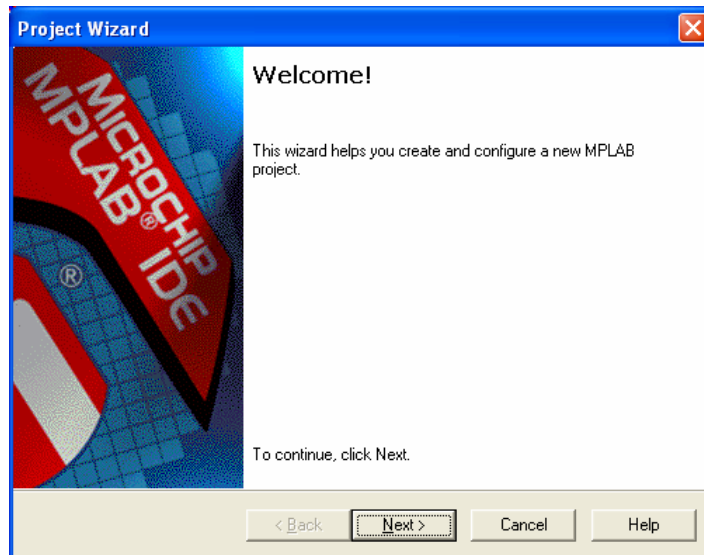 Project Wizard
MICROCHIP
MPLAB® IDE
®
Welcome!
This wizard helps you create and configure a new MPLAB
project.
To continue, click Next.
< Back
Next >
Cancel
Help